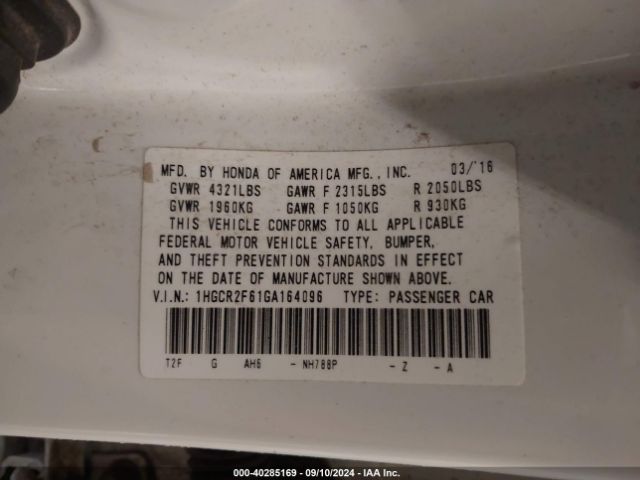 MFD. BY HONDA OF AMERICA MFG., INC. 03/'16
GVWR 4321LBS GAWR F 2315LBS R 2050LBS
GVWR 1960KG GAWR F 1050KG R 930KG
THIS VEHICLE CONFORMS TO ALL APPLICABLE
FEDERAL MOTOR VEHICLE SAFETY, BUMPER,
AND THEFT PREVENTION STANDARDS IN EFFECT
ON THE DATE OF MANUFACTURE SHOWN ABOVE.
V.I.N.: 1HGCR2F61GA164096 TYPE: PASSENGER CAR
T2F G AH6 - NH788P - Z - A
000-40285169 - 09/10/2024 - IAA Inc.